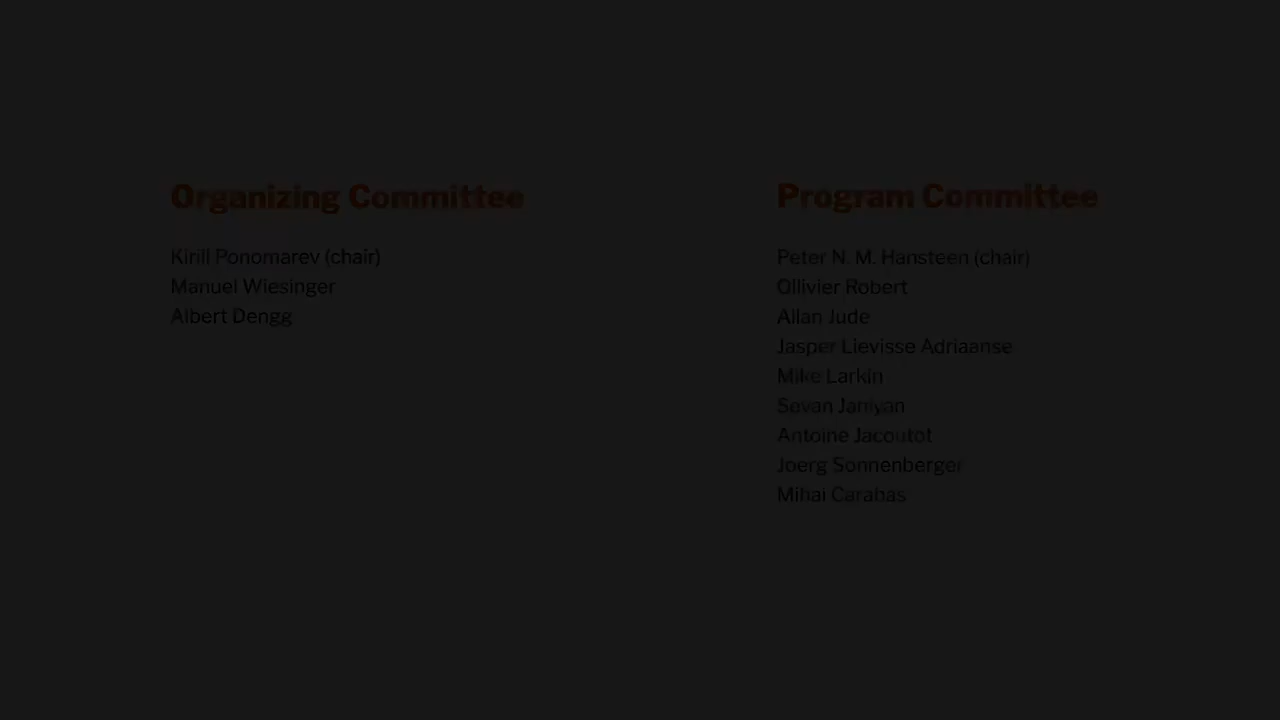 Organizing Committee
Kirill Ponomarev (chair)
Manuel Wiesinger
Albert Dengg
Program Committee
Peter N. M. Hansteen (chair)
Ollivier Robert
Allan Jude
Jasper Lievisse Adriaanse
Mike Larkin
Sevan Janiyan
Antoine Jacoutot
Joerg Sonnenberger
Mihai Carabas